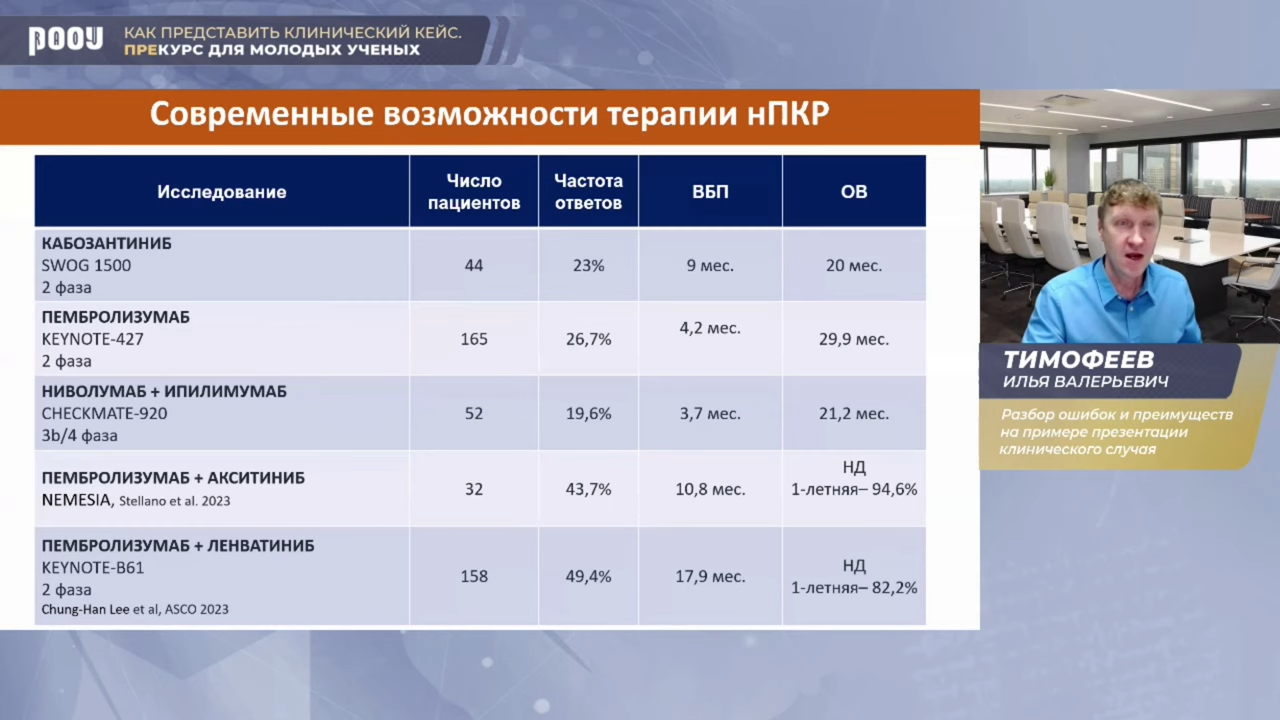 РООУ
КАК ПРЕДСТАВИТЬ КЛИНИЧЕСКИЙ КЕЙС.
ПРЕКУРС ДЛЯ МОЛОДЫХ УЧЕНЫХ
Современные возможности терапии нПКР
Исследование
Число
пациентов
Частота
ответов
ВБП
ОВ
КАБОЗАНТИНИБ
SWOG 1500
2 фаза
44
23%
9 мес.
20 мес.
ПЕМБРОЛИЗУМАБ
KEYNOTE-427
2 фаза
165
26,7%
4,2 мес.
29,9 мес.
НИВОЛУМАБ + ИПИЛИМУМАБ
CHECKMATE-920
3b/4 фаза
52
19,6%
3,7 мес.
21,2 мес.
ПЕМБРОЛИЗУМАБ + АКСИТИНИБ
NEMESIA, Stellano et al. 2023
32
43,7%
10,8 мес.
НД
1-летняя– 94,6%
ПЕМБРОЛИЗУМАБ + ЛЕНВАТИНИБ
KEYNOTE-B61
2 фаза
Chung-Han Lee et al, ASCO 2023
158
49,4%
17,9 мес.
НД
1-летняя– 82,2%
ТИМОФЕЕВ
ИЛЬЯ ВАЛЕРЬЕВИЧ
Разбор ошибок и преимуществ
на примере презентации
клинического случая